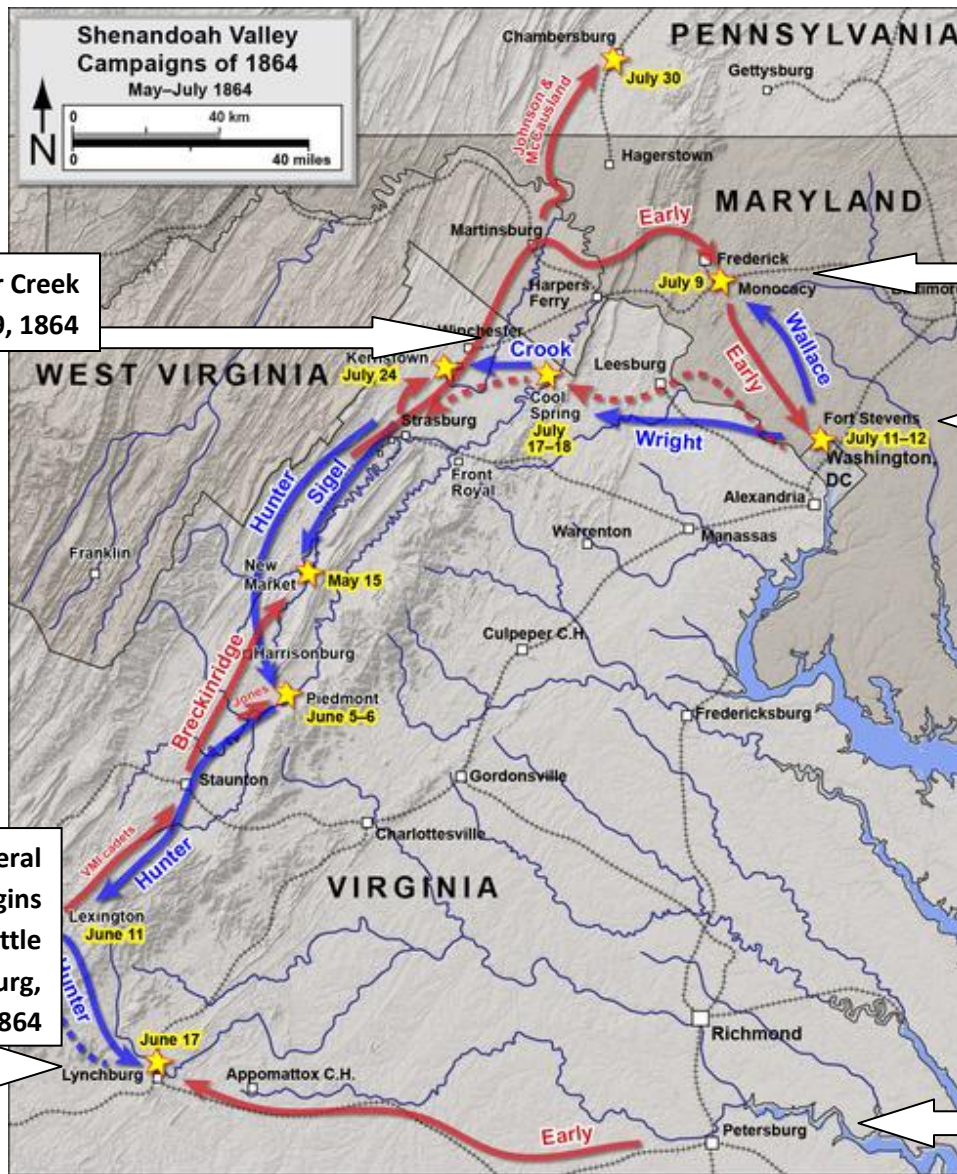 Shenandoah Valley
Campaigns of 1864
May–July 1864
0 40 km
0 40 miles
N
PENNSYLVANIA
Chambersburg
July 30
Gettysburg
Johnson &
McCausland
Hagerstown
MARYLAND
Martinsburg
Early
Frederick
July 9
Monocacy
Harpers
Ferry
r Creek
, 1864
Winchester
Crook
Wallace
Early
WEST VIRGINIA
Kernstown
July 24
Leesburg
Cool
Spring
July
17–18
Strasburg
Wright
Fort Stevens
July 11–12
Washington,
DC
Hunter
Sigel
Front
Royal
Alexandria
Warrenton
Manassas
Franklin
New
Market
May 15
Culpeper C.H.
Harrisonburg
Breckinridge
Jones
Piedmont
June 5–6
Fredericksburg
Staunton
Gordonsville
Charlottesville
VMI cadets
Hunter
VIRGINIA
eral
gins
ttle
urg,
864
Lexington
June 11
Hunter
June 17
Lynchburg
Richmond
Appomattox C.H.
Early
Petersburg